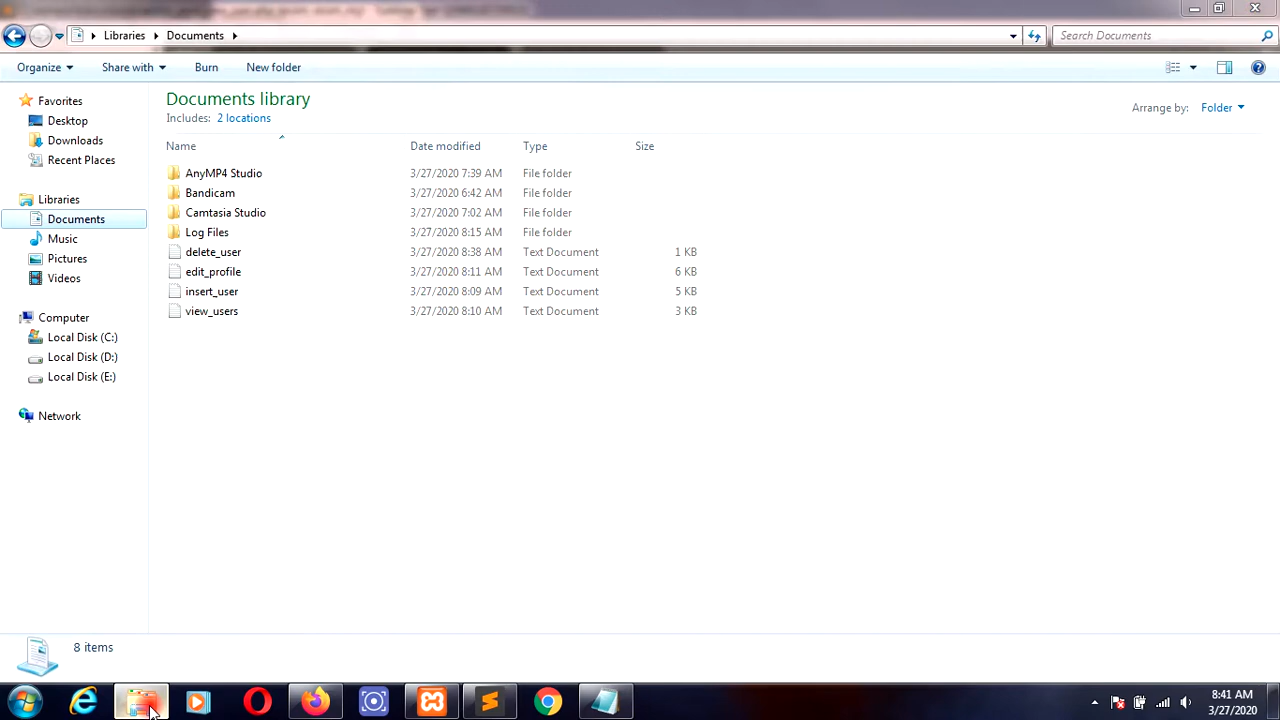 Libraries Documents
Search Documents
Organize Share with Burn New folder
Documents library
Includes: 2 locations
Arrange by: Folder
Name Date modified Type Size
AnyMP4 Studio 3/27/2020 7:39 AM File folder
Bandicam 3/27/2020 6:42 AM File folder
Camtasia Studio 3/27/2020 7:02 AM File folder
Log Files 3/27/2020 8:15 AM File folder
delete_user 3/27/2020 8:38 AM Text Document 1 KB
edit_profile 3/27/2020 8:11 AM Text Document 6 KB
insert_user 3/27/2020 8:09 AM Text Document 5 KB
view_users 3/27/2020 8:10 AM Text Document 3 KB
Favorites
Desktop
Downloads
Recent Places
Libraries
Documents
Music
Pictures
Videos
Computer
Local Disk (C:)
Local Disk (D:)
Local Disk (E:)
Network
8 items
8:41 AM
3/27/2020